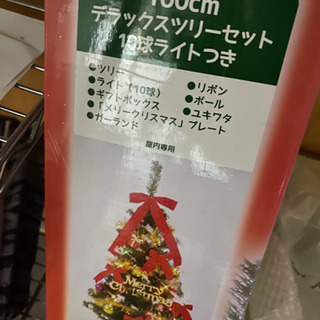 100cm
デラックスツリーセット
10球ライトつき
●ツリー ●リボン
●ライト(10球) ●ボール
●ギフトボックス ●ユキワタ
●「メリークリスマス」プレート
●ガーランド
屋内専用
Merry
Christmas